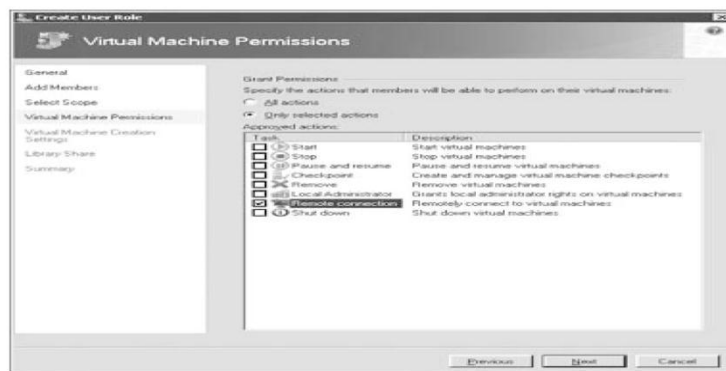 Create User Role
Virtual Machine Permissions
General
Add Members
Select Scope
Virtual Machine Permissions
Virtual Machine Creation
Settings
Library Share
Summary
Grant Permissions
Specify the actions that members will be able to perform on their virtual machines:
All actions
Only selected actions
Approved actions:
Task Description
Start Start virtual machines
Stop Stop virtual machines
Pause and resume Pause and resume virtual machines
Checkpoint Create and manage virtual machine checkpoints
Remove Remove virtual machines
Local Administrator Grants local administrator rights on virtual machines
Remote connection Remotely connect to virtual machines
Shut down Shut down virtual machines
Previous Next Cancel